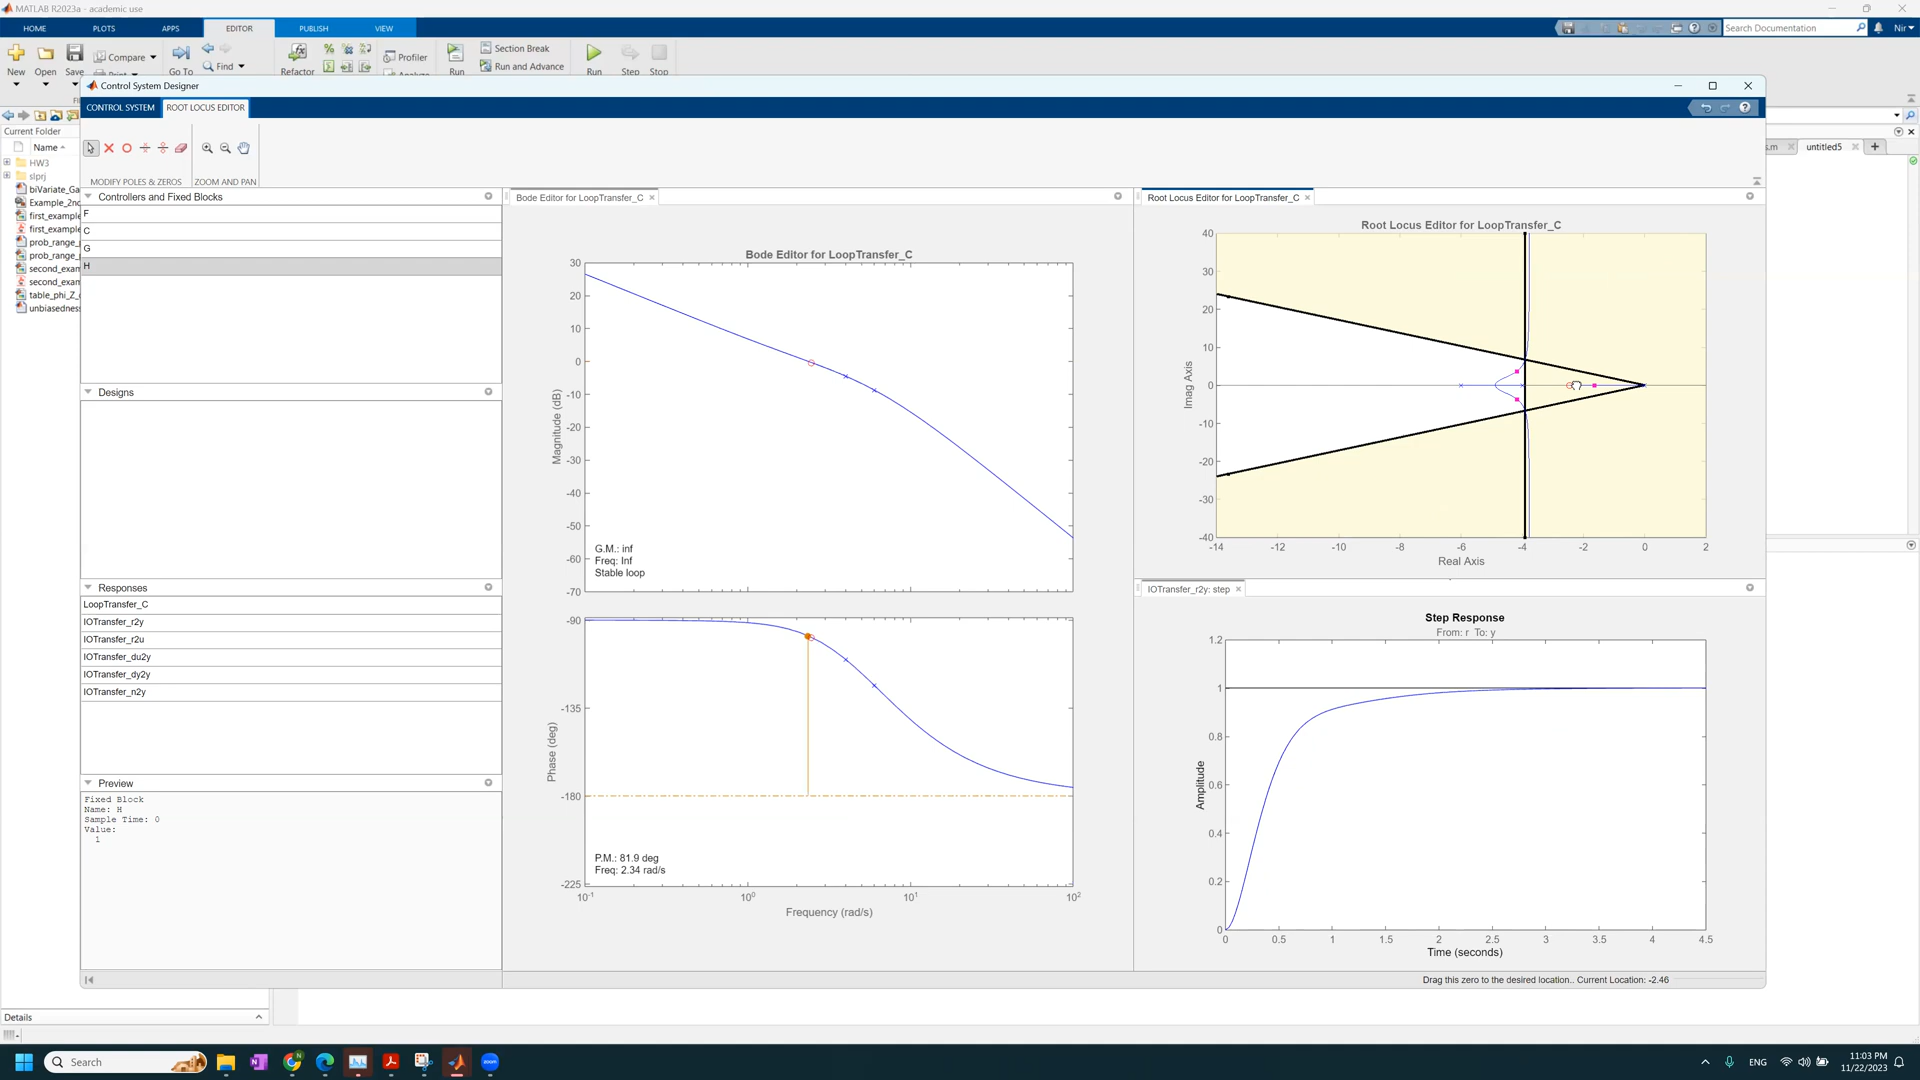 MATLAB R2023a - academic use
HOME PLOTS APPS EDITOR PUBLISH VIEW
Search Documentation
Nir
New
Open
Save
Compare
Go To
Find
Refactor
Profiler
Run
Section Break
Run and Advance
Run
Step
Stop
Control System Designer
CONTROL SYSTEM ROOT LOCUS EDITOR
MODIFY POLES & ZEROS
ZOOM AND PAN
Current Folder
Name
HW3
slprj
biVariate_Ga
Example_2nd
first_example
first_example
prob_range_
prob_range_
second_exam
second_exam
table_phi_Z_
unbiasedness
s.m
untitled5
Controllers and Fixed Blocks
F
C
G
H
Designs
Responses
LoopTransfer_C
IOTransfer_r2y
IOTransfer_r2u
IOTransfer_du2y
IOTransfer_dy2y
IOTransfer_n2y
Preview
Fixed Block
Name: H
Sample Time: 0
Value:
1
Bode Editor for LoopTransfer_C
Bode Editor for LoopTransfer_C
Magnitude (dB)
30
20
10
0
-10
-20
-30
-40
-50
-60
-70
G.M.: inf
Freq: Inf
Stable loop
Phase (deg)
-90
-135
-180
-225
P.M.: 81.9 deg
Freq: 2.34 rad/s
10-1 100 101 102
Frequency (rad/s)
Root Locus Editor for LoopTransfer_C
Root Locus Editor for LoopTransfer_C
Imag Axis
40
30
20
10
0
-10
-20
-30
-40
-14 -12 -10 -8 -6 -4 -2 0 2
Real Axis
IOTransfer_r2y: step
Step Response
From: r To: y
Amplitude
1.2
1
0.8
0.6
0.4
0.2
0
0 0.5 1 1.5 2 2.5 3 3.5 4 4.5
Time (seconds)
Drag this zero to the desired location.. Current Location: -2.46
Details
Search
zoom
ENG
11:03 PM
11/22/2023